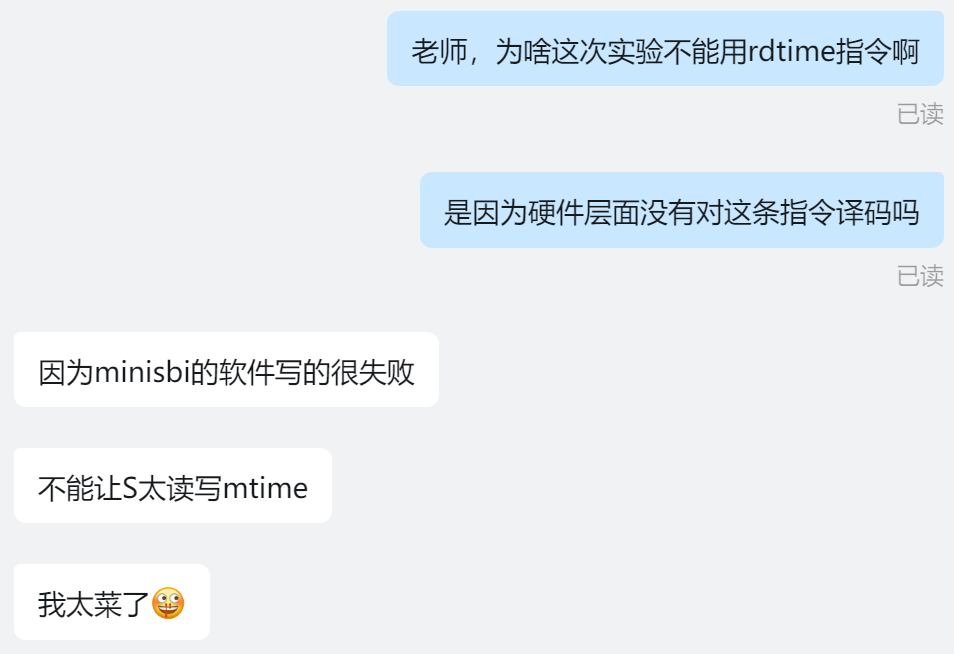 老师，为啥这次实验不能用rdtime指令啊
已读
是因为硬件层面没有对这条指令译码吗
已读
因为minisbi的软件写的很失败
不能让S太读写mtime
我太菜了